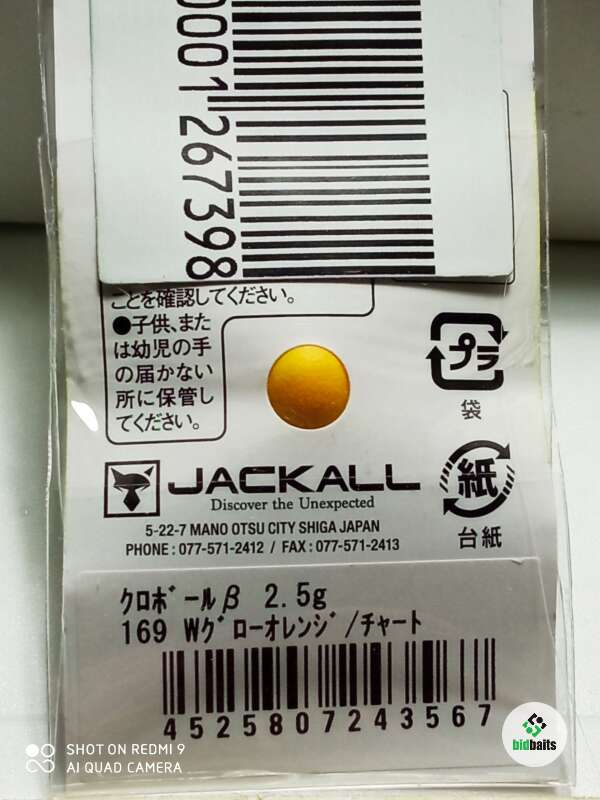 0001267398
ことを確認してください。
●子供、また
は幼児の手
の届かない
所に保管し
てください。
プラ
袋
紙
台紙
JACKALL
Discover the Unexpected
5-22-7 MANO OTSU CITY SHIGA JAPAN
PHONE : 077-571-2412 / FAX : 077-571-2413
ｸﾛﾎﾞｰﾙβ 2.5g
169 Wｸﾞﾛｰｵﾚﾝｼﾞ/ﾁｬｰﾄ
4525807243567
bidbaits
SHOT ON REDMI 9
AI QUAD CAMERA